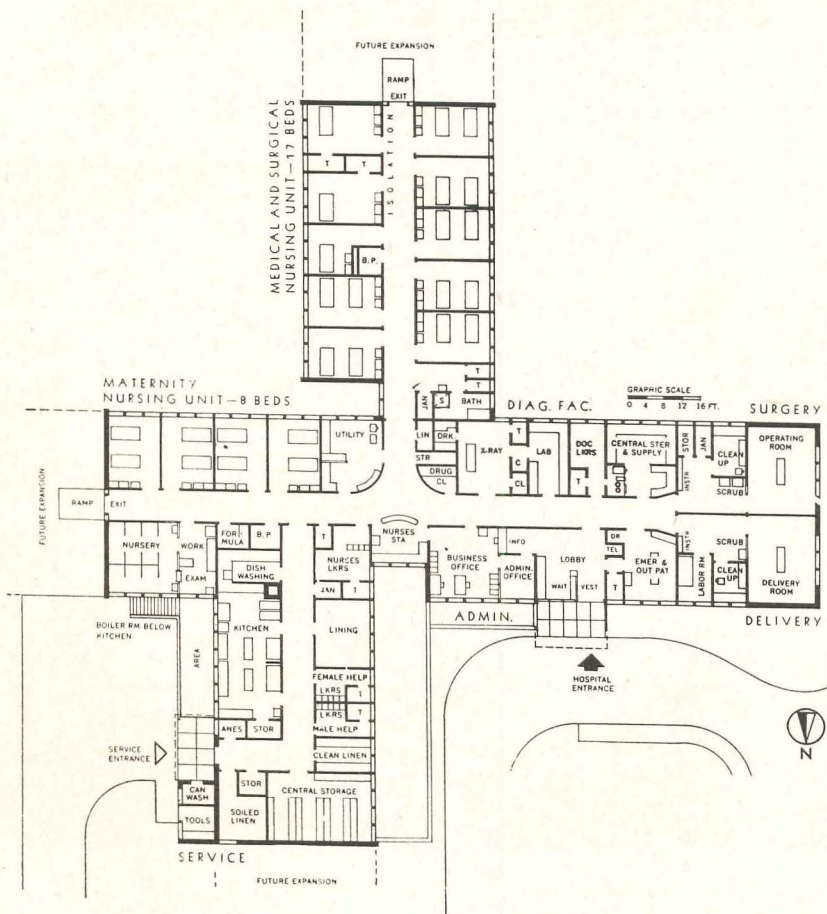 FUTURE EXPANSION
RAMP
EXIT
MEDICAL AND SURGICAL
NURSING UNIT—17 BEDS
ISOLATION
T
T
B.P.
T
T
JAN
S
BATH
MATERNITY
NURSING UNIT—8 BEDS
DIAG. FAC.
GRAPHIC SCALE
0 4 8 12 16 FT.
SURGERY
UTILITY
LIN
DRK
STR
DRUG
CL
X-RAY
T
C
CL
LAB
DOC
LKRS
T
CENTRAL STER
& SUPPLY
STOR
JAN
INSTR
CLEAN
UP
SCRUB
OPERATING
ROOM
FUTURE EXPANSION
RAMP
EXIT
NURSERY
WORK
EXAM
FOR-
MULA
B.P
DISH
WASHING
T
NURSES
LKRS
JAN
T
NURSES
STA
BUSINESS
OFFICE
INFO
ADMIN.
OFFICE
LOBBY
WAIT
VEST
DR
TEL
T
EMER &
OUT PAT
INSTR
LABOR RM
SCRUB
CLEAN
UP
DELIVERY
ROOM
ADMIN.
DELIVERY
BOILER RM BELOW
KITCHEN
AREA
KITCHEN
LINING
FEMALE HELP
LKRS
T
LKRS
T
MALE HELP
ANES
STOR
CLEAN LINEN
HOSPITAL
ENTRANCE
N
SERVICE
ENTRANCE
CAN
WASH
TOOLS
STOR
SOILED
LINEN
CENTRAL STORAGE
SERVICE
FUTURE EXPANSION